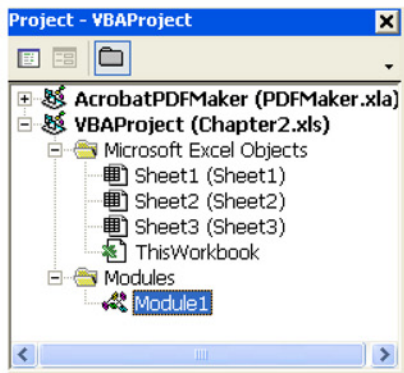 Project - VBAProject
AcrobatPDFMaker (PDFMaker.xla)
VBAProject (Chapter2.xls)
Microsoft Excel Objects
Sheet1 (Sheet1)
Sheet2 (Sheet2)
Sheet3 (Sheet3)
ThisWorkbook
Modules
Module1